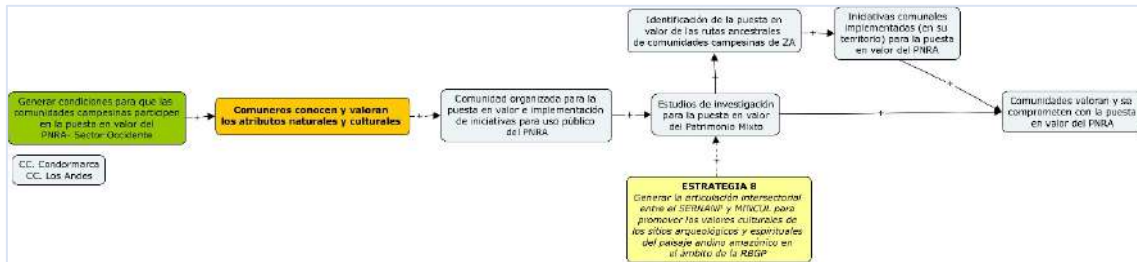 Generar condiciones para que las
comunidades campesinas participen
en la puesta en valor del
PNRA- Sector Occidente
CC. Condormarca
CC. Los Andes
Comuneros conocen y valoran
los atributos naturales y culturales
Comunidad organizada para la
puesta en valor e implementación
de iniciativas para uso público
del PNRA
Identificación de la puesta en
valor de las rutas ancestrales
de comunidades campesinas de ZA
Estudios de investigación
para la puesta en valor
del Patrimonio Mixto
ESTRATEGIA 8
Generar la articulación intersectorial
entre el SERNANP y MINCUL para
promover los valores culturales de
los sitios arqueológicos y espirituales
del paisaje andino amazónico en
el ámbito de la RBGP
Iniciativas comunales
implementadas (en su
territorio) para la puesta
en valor del PNRA
Comunidades valoran y se
comprometen con la puesta
en valor del PNRA